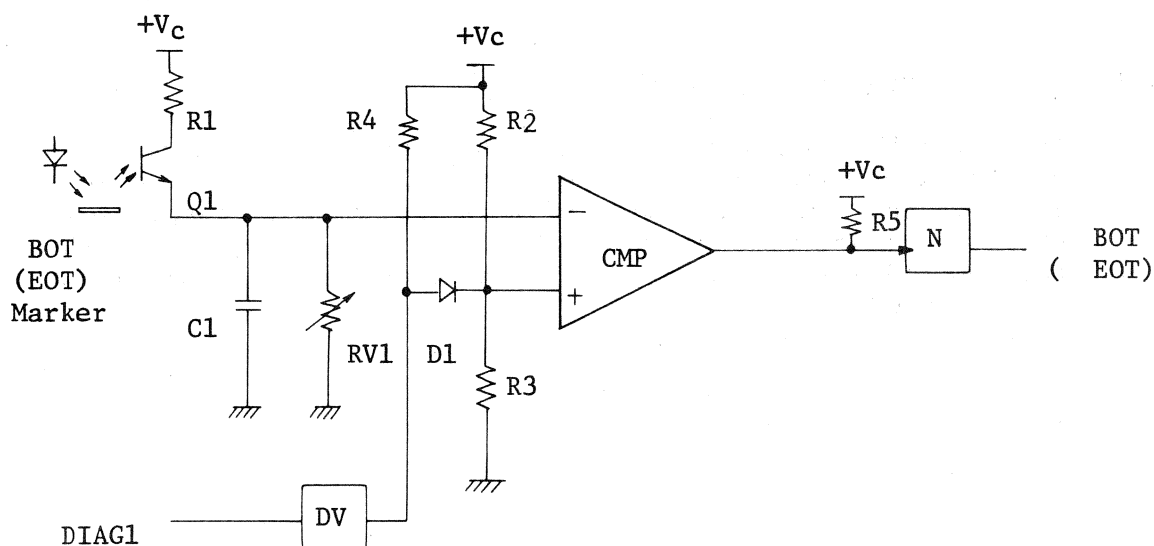 +Vc
+Vc
R1
R4
R2
Q1
+Vc
R5
N
BOT
( EOT)
−
CMP
+
BOT
(EOT)
Marker
C1
RV1
D1
R3
DIAG1
DV